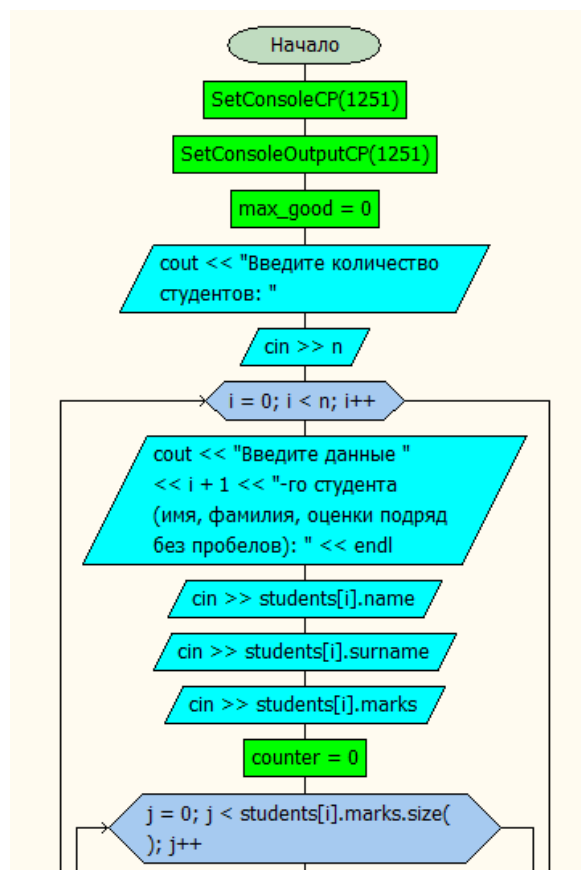 Начало
SetConsoleCP(1251)
SetConsoleOutputCP(1251)
max_good = 0
cout << "Введите количество
студентов: "
cin >> n
i = 0; i < n; i++
cout << "Введите данные "
<< i + 1 << "-го студента
(имя, фамилия, оценки подряд
без пробелов): " << endl
cin >> students[i].name
cin >> students[i].surname
cin >> students[i].marks
counter = 0
j = 0; j < students[i].marks.size(
); j++